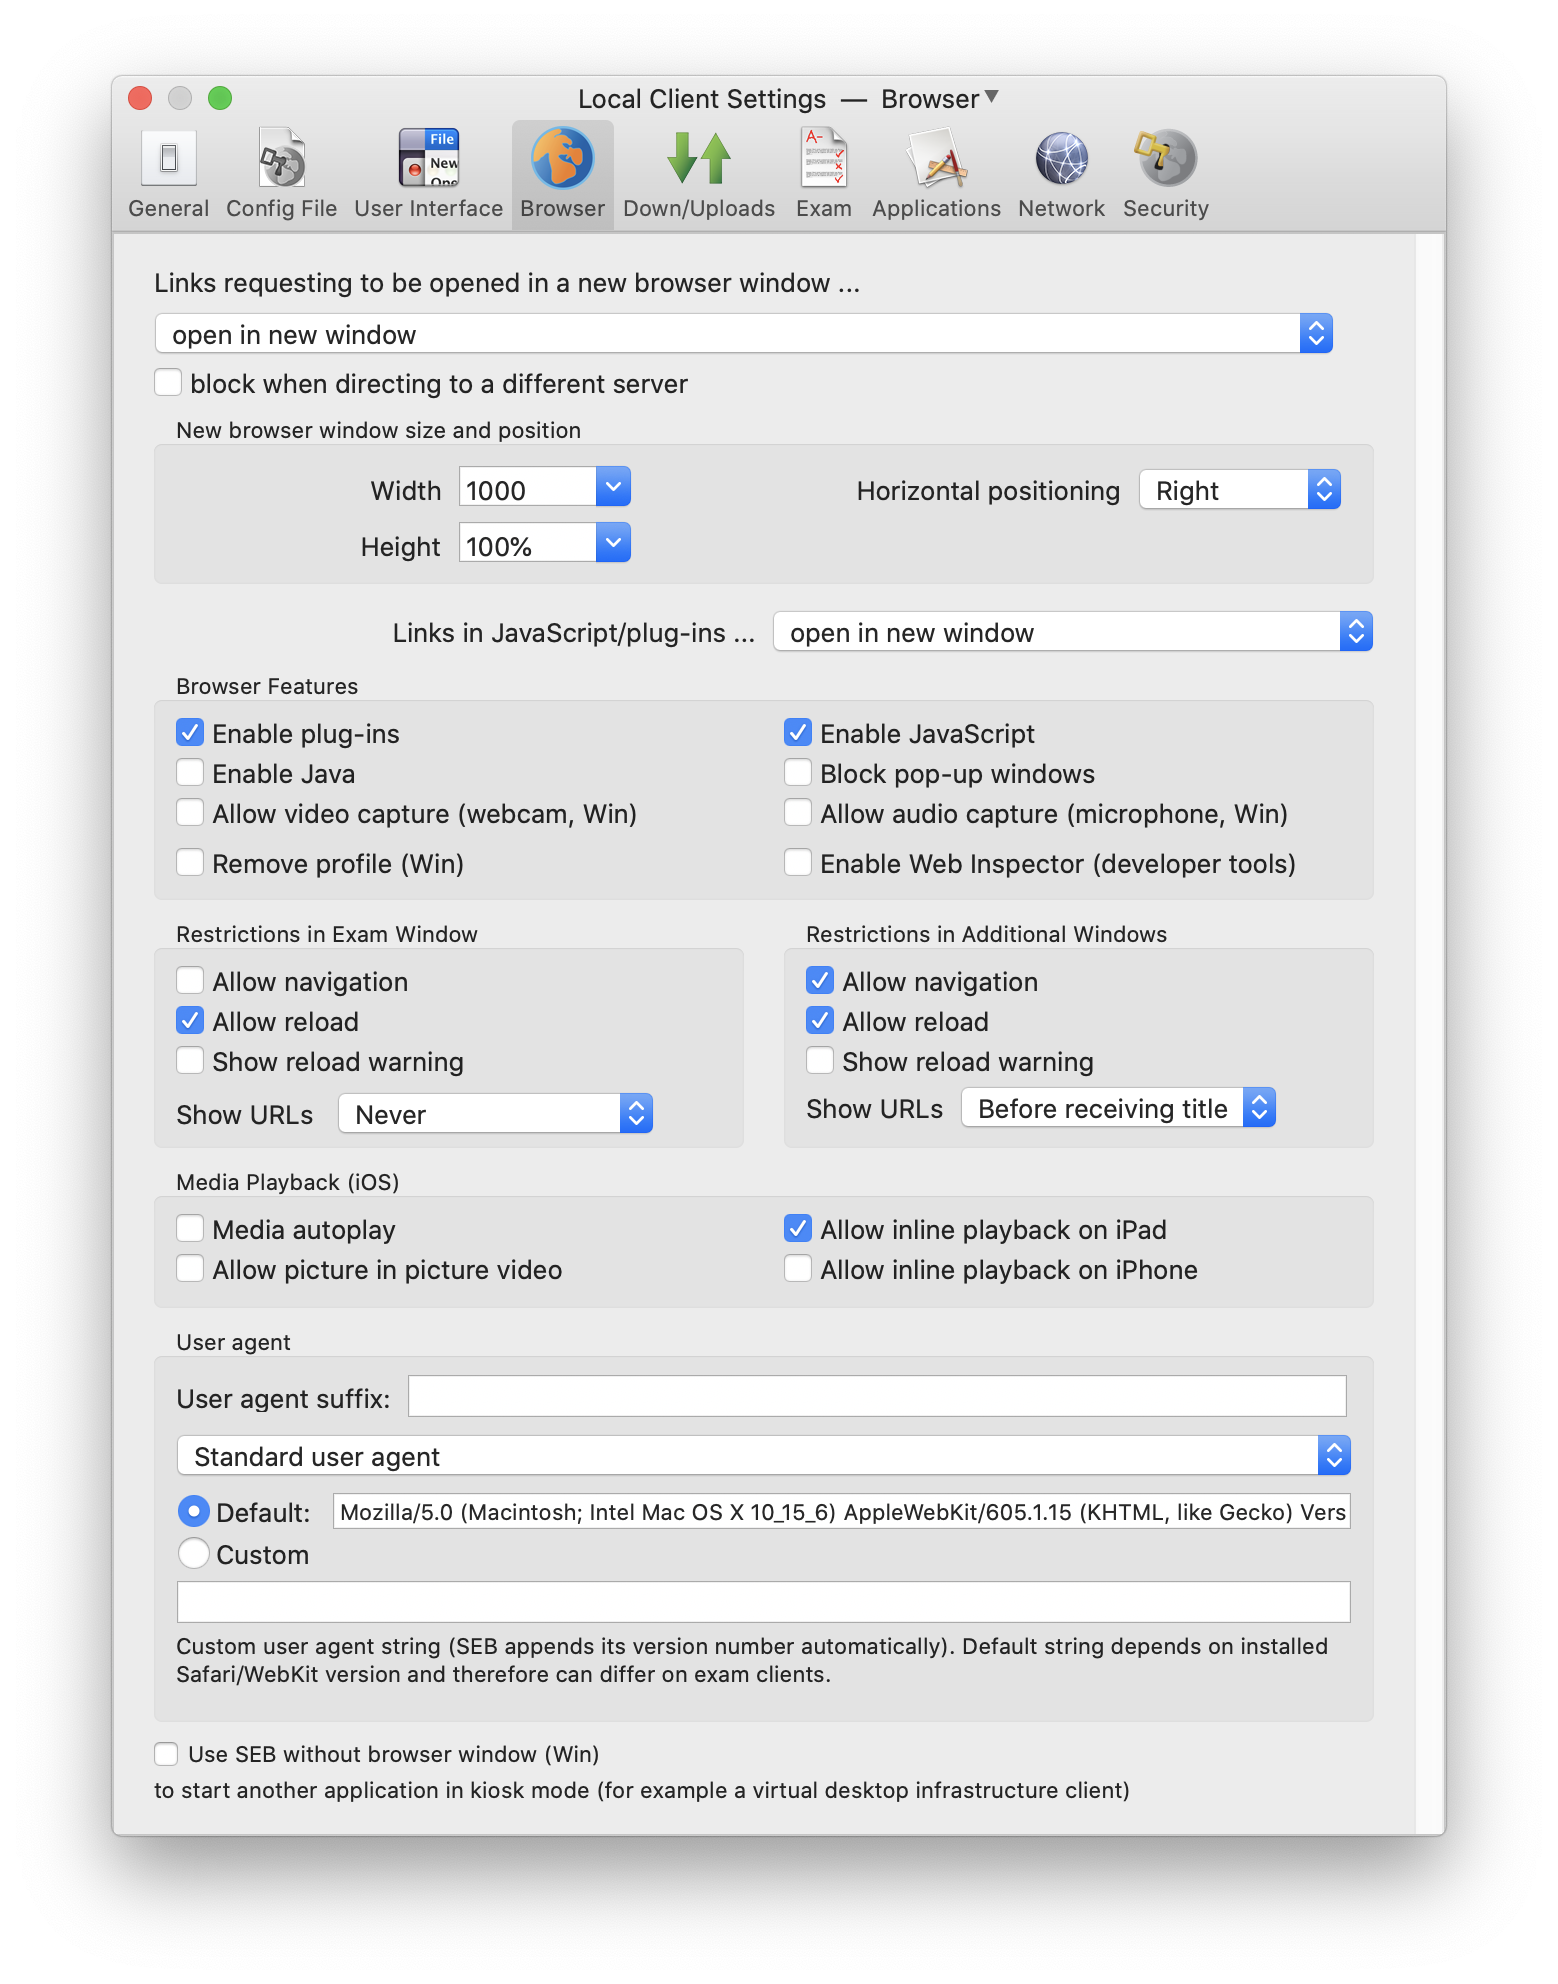 Local Client Settings — Browser
File
New
One
A-
General Config File User Interface Browser Down/Uploads Exam Applications Network Security
Links requesting to be opened in a new browser window ...
open in new window
block when directing to a different server
New browser window size and position
Width 1000 Horizontal positioning Right
Height 100%
Links in JavaScript/plug-ins ... open in new window
Browser Features
Enable plug-ins Enable JavaScript
Enable Java Block pop-up windows
Allow video capture (webcam, Win) Allow audio capture (microphone, Win)
Remove profile (Win) Enable Web Inspector (developer tools)
Restrictions in Exam Window Restrictions in Additional Windows
Allow navigation Allow navigation
Allow reload Allow reload
Show reload warning Show reload warning
Show URLs Never Show URLs Before receiving title
Media Playback (iOS)
Media autoplay Allow inline playback on iPad
Allow picture in picture video Allow inline playback on iPhone
User agent
User agent suffix:
Standard user agent
Default: Mozilla/5.0 (Macintosh; Intel Mac OS X 10_15_6) AppleWebKit/605.1.15 (KHTML, like Gecko) Vers
Custom
Custom user agent string (SEB appends its version number automatically). Default string depends on installed
Safari/WebKit version and therefore can differ on exam clients.
Use SEB without browser window (Win)
to start another application in kiosk mode (for example a virtual desktop infrastructure client)